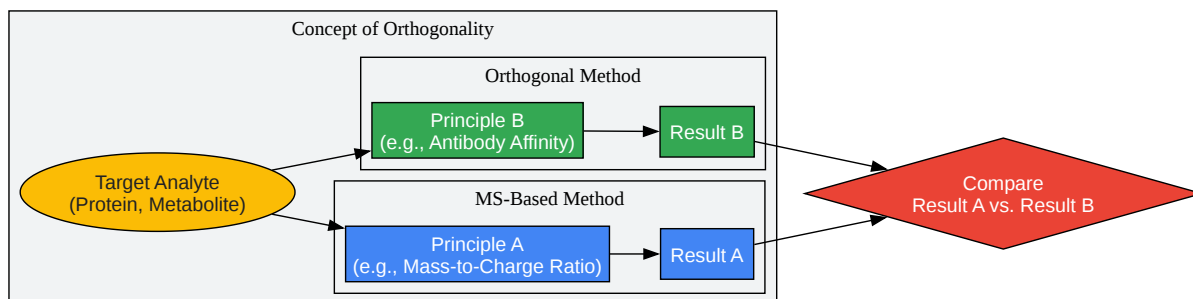 Concept of Orthogonality
Orthogonal Method
Principle B
(e.g., Antibody Affinity)
Result B
Target Analyte
(Protein, Metabolite)
MS-Based Method
Principle A
(e.g., Mass-to-Charge Ratio)
Result A
Compare
Result A vs. Result B